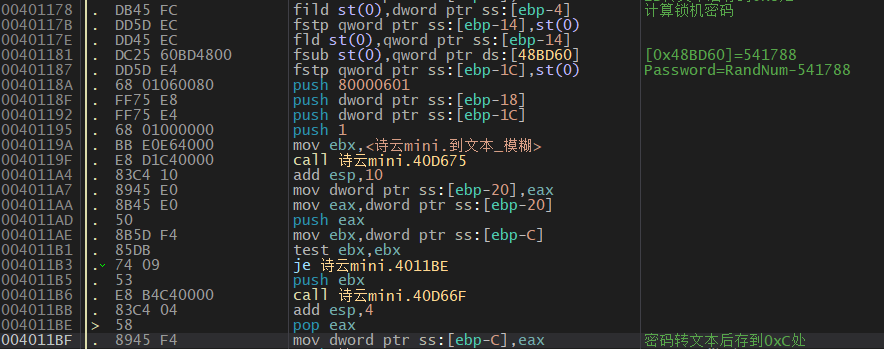 00401178 . DB45 FC fild st(0),dword ptr ss:[ebp-4] 计算锁机密码
0040117B . DD5D EC fstp qword ptr ss:[ebp-14],st(0)
0040117E . DD45 EC fld st(0),qword ptr ss:[ebp-14]
00401181 . DC25 60BD4800 fsub st(0),qword ptr ds:[48BD60] [0x48BD60]=541788
00401187 . DD5D E4 fstp qword ptr ss:[ebp-1C],st(0) Password=RandNum-541788
0040118A . 68 01060080 push 80000601
0040118F . FF75 E8 push dword ptr ss:[ebp-18]
00401192 . FF75 E4 push dword ptr ss:[ebp-1C]
00401195 . 68 01000000 push 1
0040119A . BB E0E64000 mov ebx,<诗云mini.到文本_模糊>
0040119F . E8 D1C40000 call 诗云mini.40D675
004011A4 . 83C4 10 add esp,10
004011A7 . 8945 E0 mov dword ptr ss:[ebp-20],eax
004011AA . 8B45 E0 mov eax,dword ptr ss:[ebp-20]
004011AD . 50 push eax
004011AE . 8B5D F4 mov ebx,dword ptr ss:[ebp-C]
004011B1 . 85DB test ebx,ebx
004011B3 . 74 09 je 诗云mini.4011BE
004011B5 . 53 push ebx
004011B6 . E8 B4C40000 call 诗云mini.40D66F
004011BB . 83C4 04 add esp,4
004011BE > 58 pop eax
004011BF . 8945 F4 mov dword ptr ss:[ebp-C],eax 密码转文本后存到0xC处